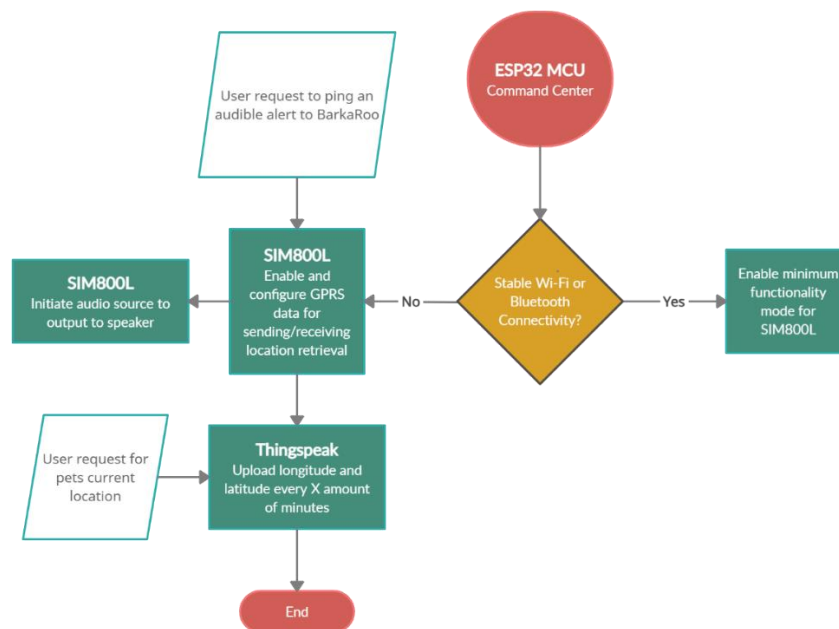 User request to ping an
audible alert to BarkaRoo
ESP32 MCU
Command Center
SIM800L
Initiate audio source to
output to speaker
SIM800L
Enable and
configure GPRS
data for
sending/receiving
location retrieval
No
Stable Wi-Fi or
Bluetooth
Connectivity?
Yes
Enable minimum
functionality
mode for
SIM800L
User request for
pets current
location
Thingspeak
Upload longitude and
latitude every X amount
of minutes
End